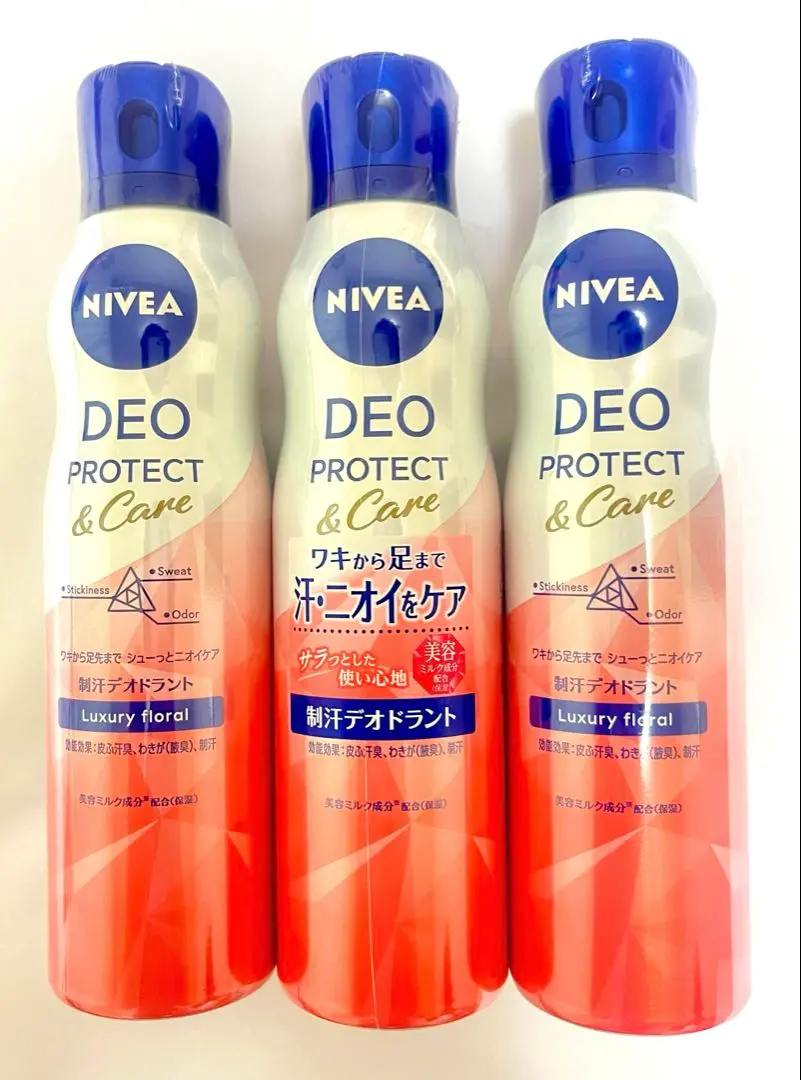 NIVEA
DEO
PROTECT
& Care
Sweat
Stickiness
Odor
ワキから足先まで シューっとニオイケア
制汗デオドラント
Luxury floral
効能効果:皮ふ汗臭、わきが(腋臭)、制汗
美容ミルク成分※配合(保湿)
NIVEA
DEO
PROTECT
& Care
ワキから足まで
汗・ニオイをケア
サラっとした
使い心地
美容
ミルク成分
配合
(保湿)
制汗デオドラント
効能効果:皮ふ汗臭、わきが(腋臭)、制汗
美容ミルク成分※配合(保湿)
NIVEA
DEO
PROTECT
& Care
Sweat
Stickiness
Odor
ワキから足先まで シューっとニオイケア
制汗デオドラント
Luxury floral
効能効果:皮ふ汗臭、わきが(腋臭)、制汗
美容ミルク成分※配合(保湿)